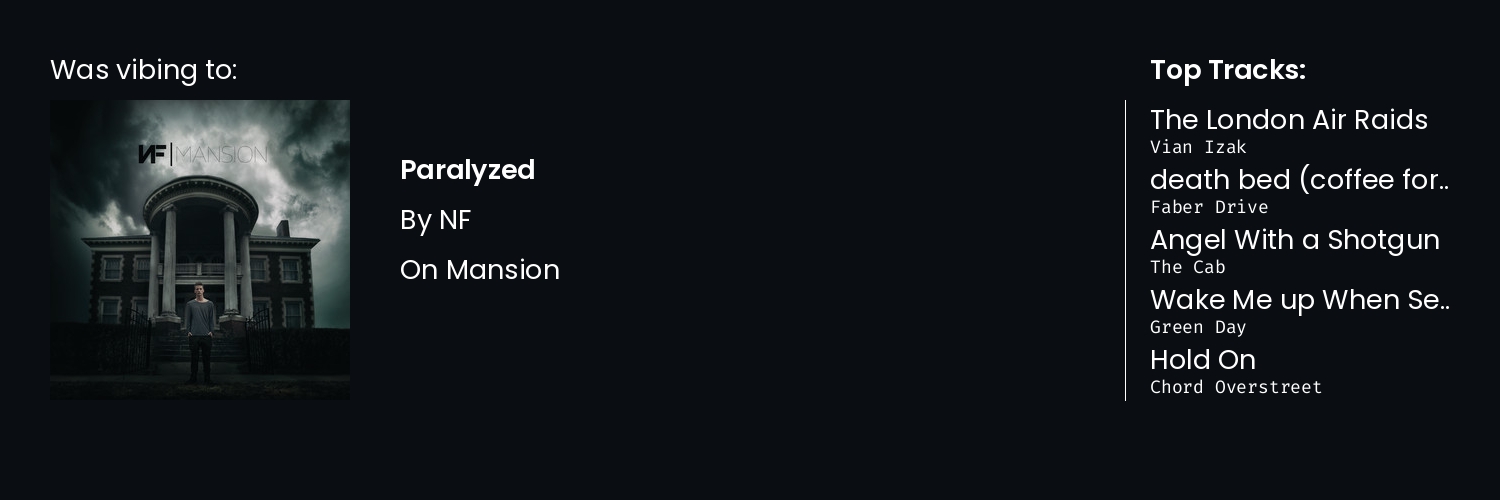 Was vibing to:
NF|MANSION
Paralyzed
By NF
On Mansion
Top Tracks:
The London Air Raids
Vian Izak
death bed (coffee for..
Faber Drive
Angel With a Shotgun
The Cab
Wake Me up When Se..
Green Day
Hold On
Chord Overstreet